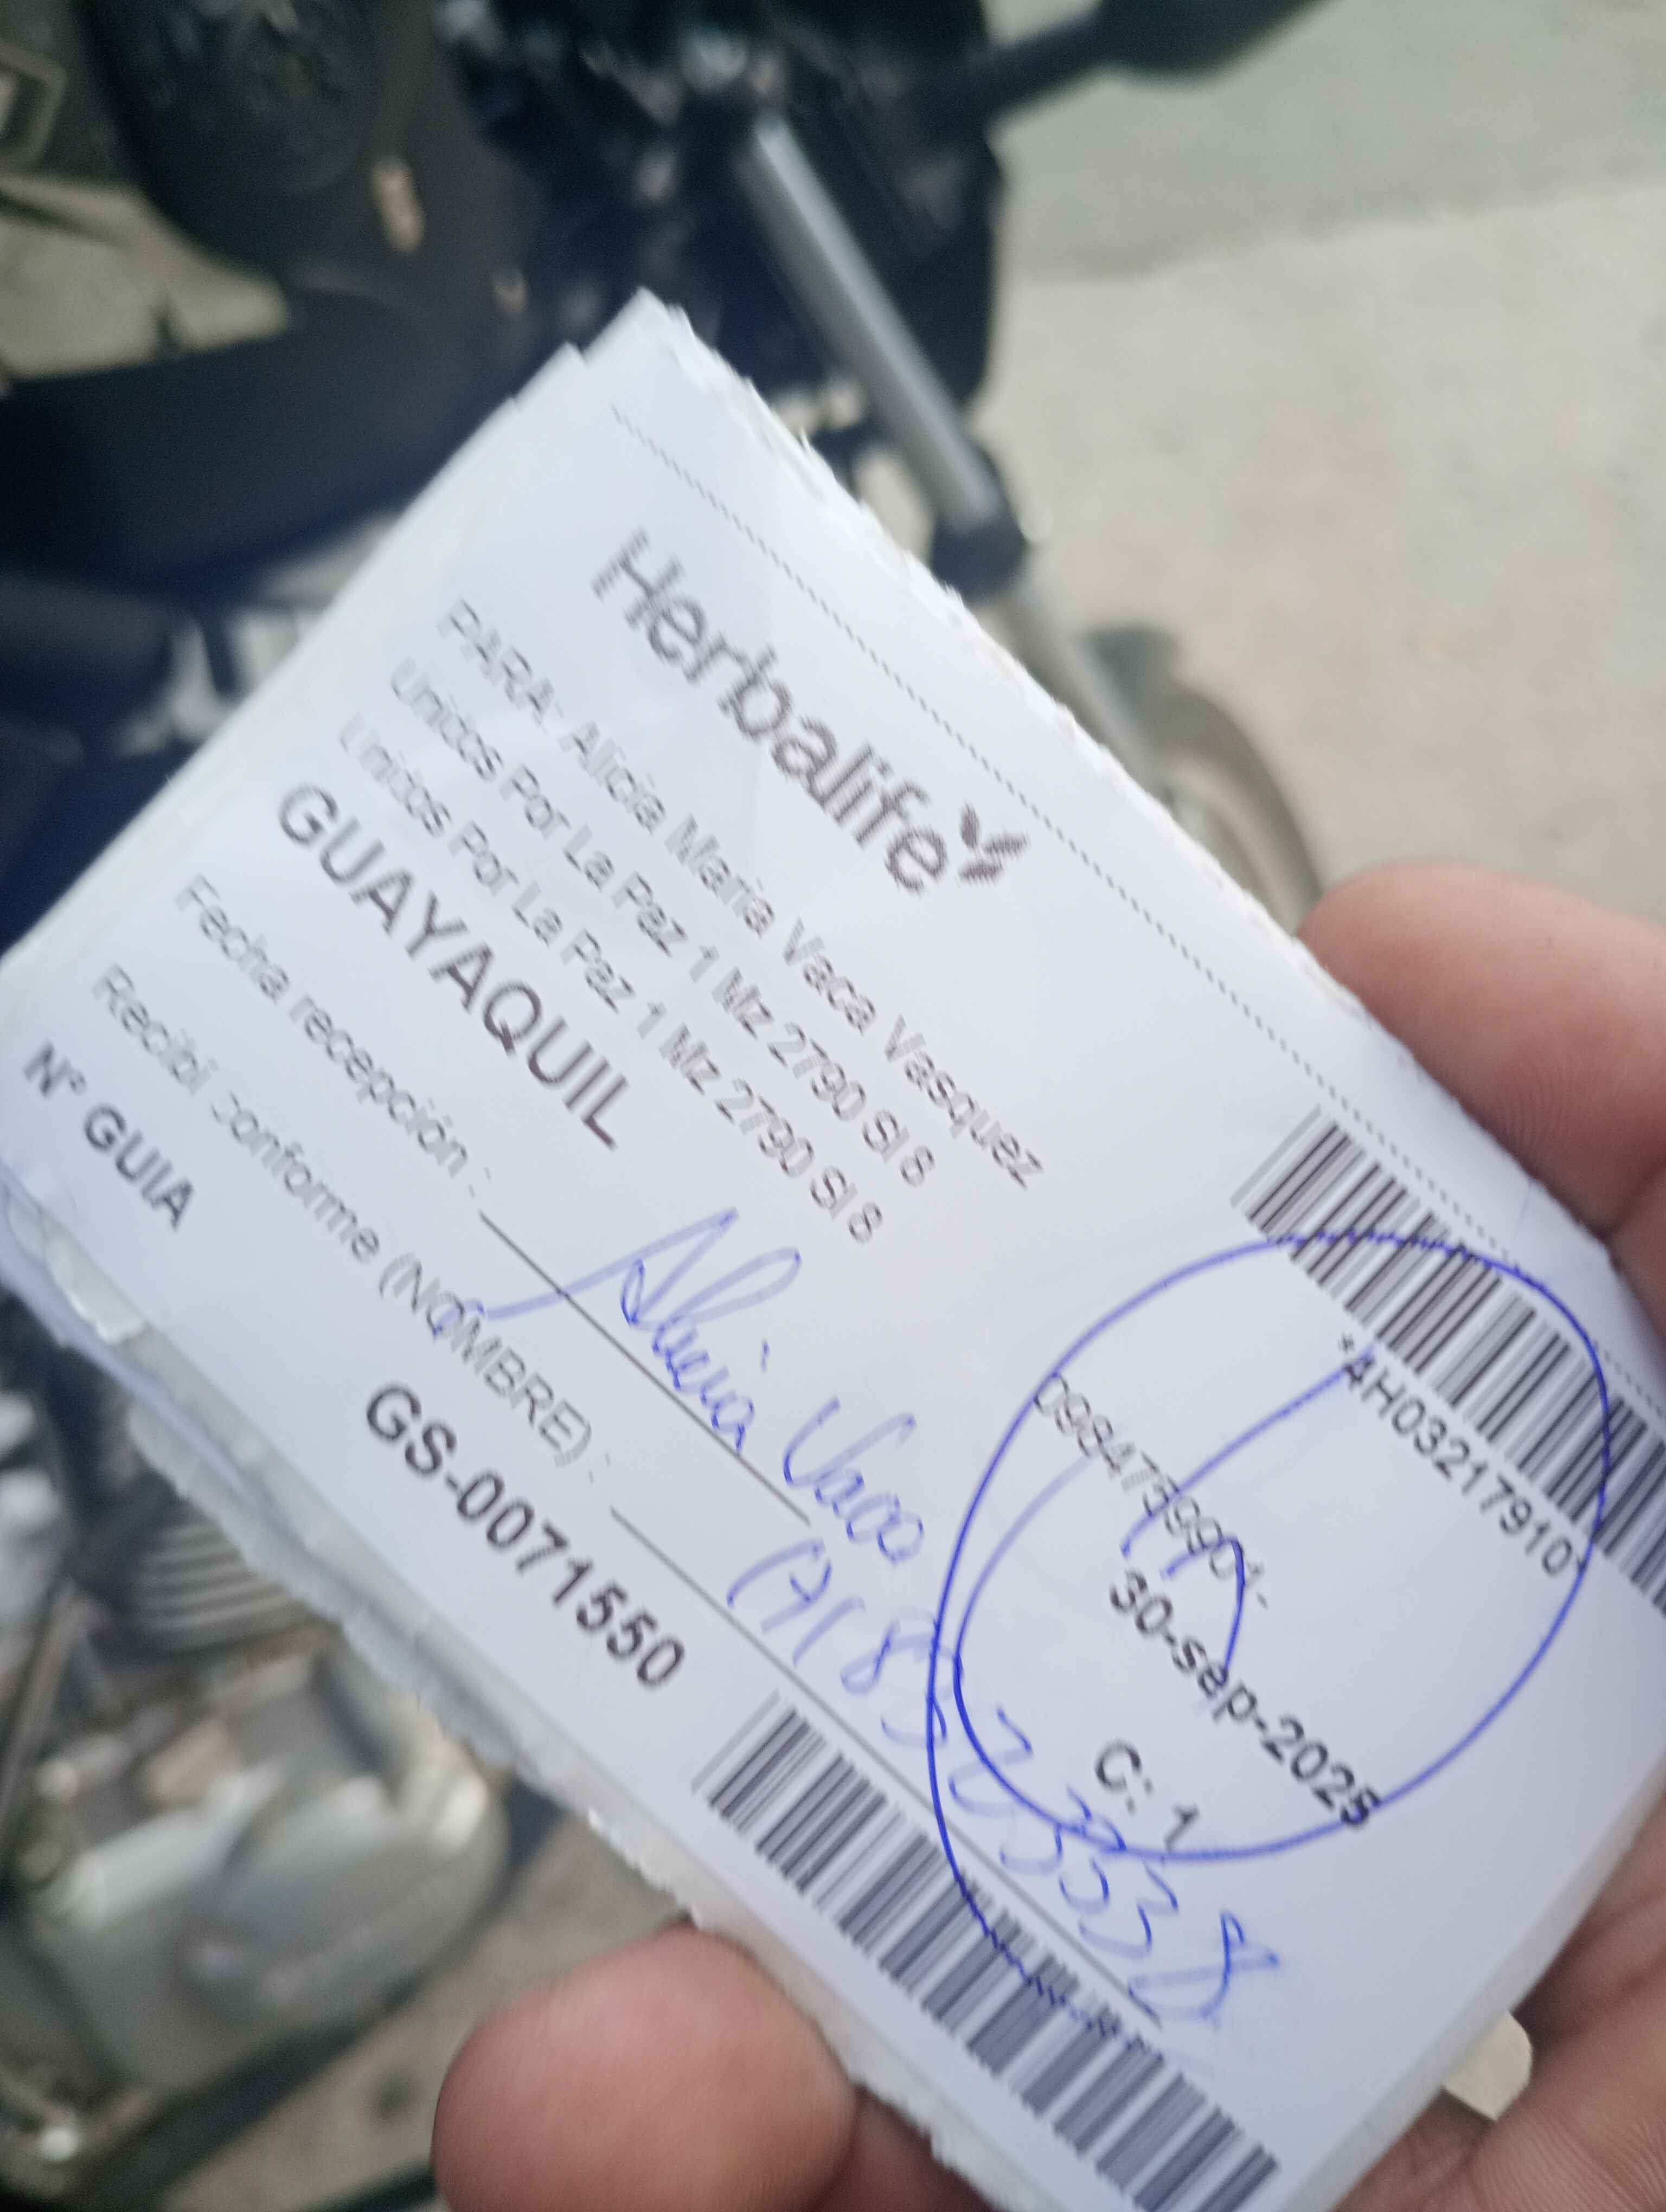 Herbalife
*4H03217910*
PARA: Alicia Maria Vaca Vasquez
Unidos Por La Paz 1 Mz 2790 Sl 8
Unidos Por La Paz 1 Mz 2790 Sl 8
0984759901-
GUAYAQUIL
30-sep-2025
Fecha recepción :
Vaca
C: 1
Recibí conforme (NOMBRE) :
N° GUIA
GS-0071550